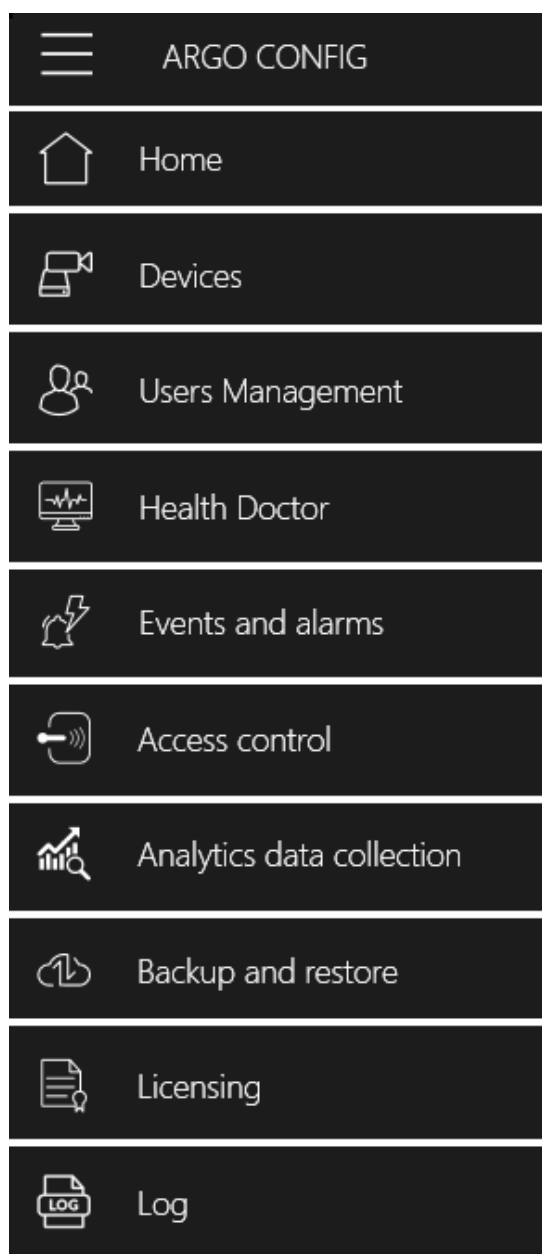 ARGO CONFIG
Home
Devices
Users Management
Health Doctor
Events and alarms
Access control
Analytics data collection
Backup and restore
Licensing
LOG
Log